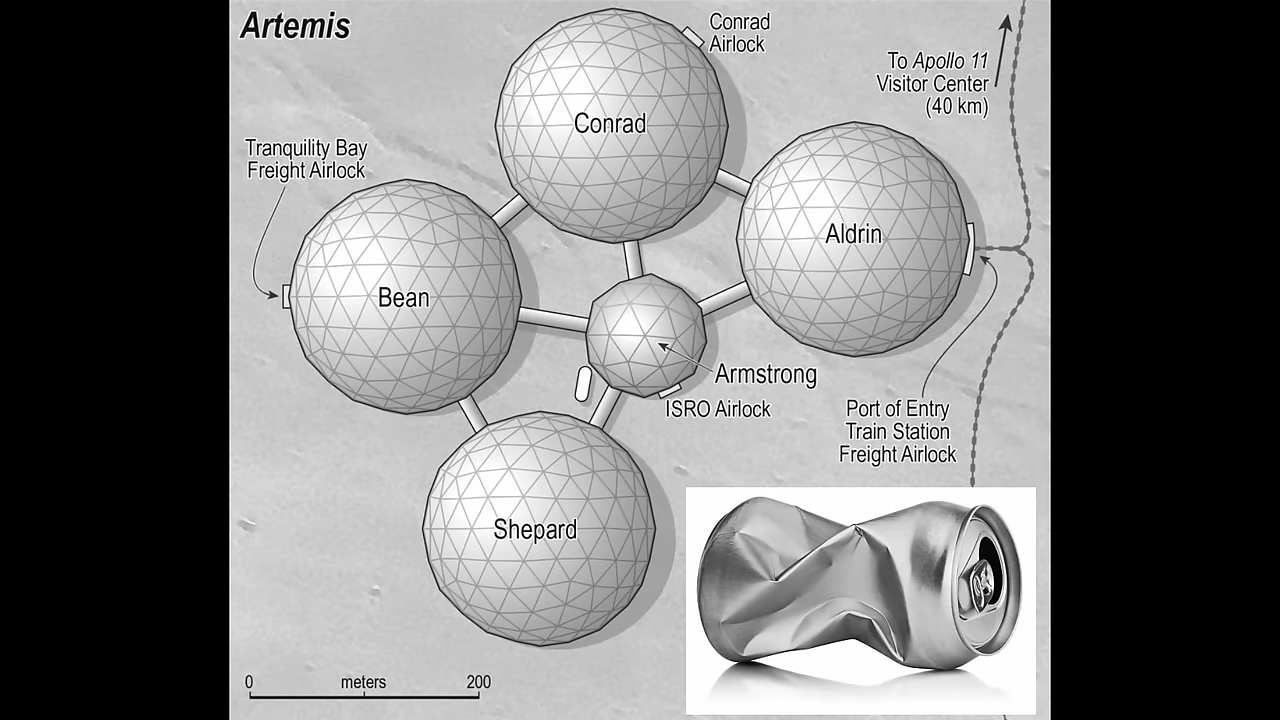 Artemis
Conrad
Airlock
To Apollo 11
Visitor Center
(40 km)
Conrad
Tranquility Bay
Freight Airlock
Aldrin
Bean
Armstrong
ISRO Airlock
Port of Entry
Train Station
Freight Airlock
Shepard
0 meters 200